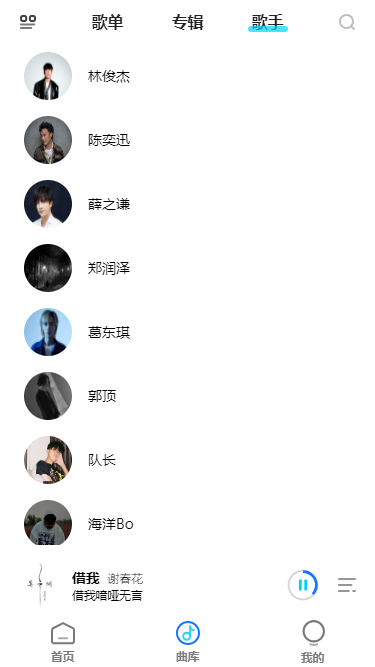 歌单 专辑 歌手
林俊杰
陈奕迅
薛之谦
郑润泽
葛东琪
郭顶
队长
海洋Bo
借我 谢春花
借我喑哑无言
首页 曲库 我的